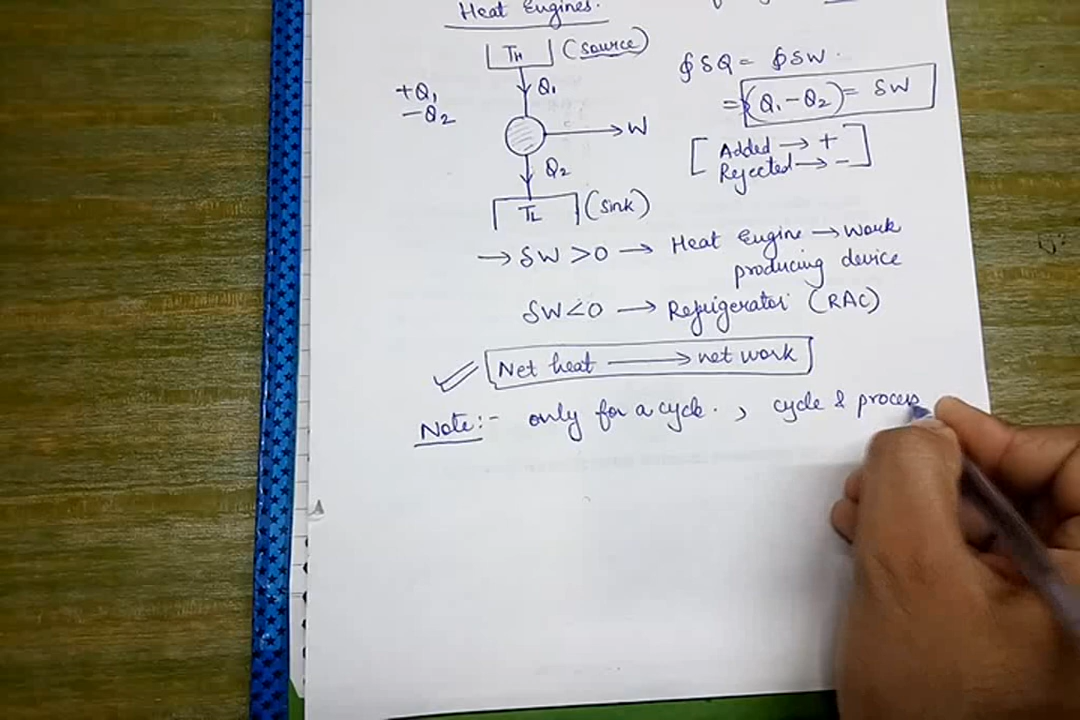 Heat Engines.
TH (source)
Q1
+Q1
-Q2
W
Q2
TL (Sink)
∮δQ = ∮δW.
= (Q1-Q2) = δW
[ Added → +
Rejected → - ]
→ δW >0 → Heat Engine → Work
producing device
δW<0 → Refrigerator (RAC)
Net heat → net work
Note:- only for a cycle. , cycle & process